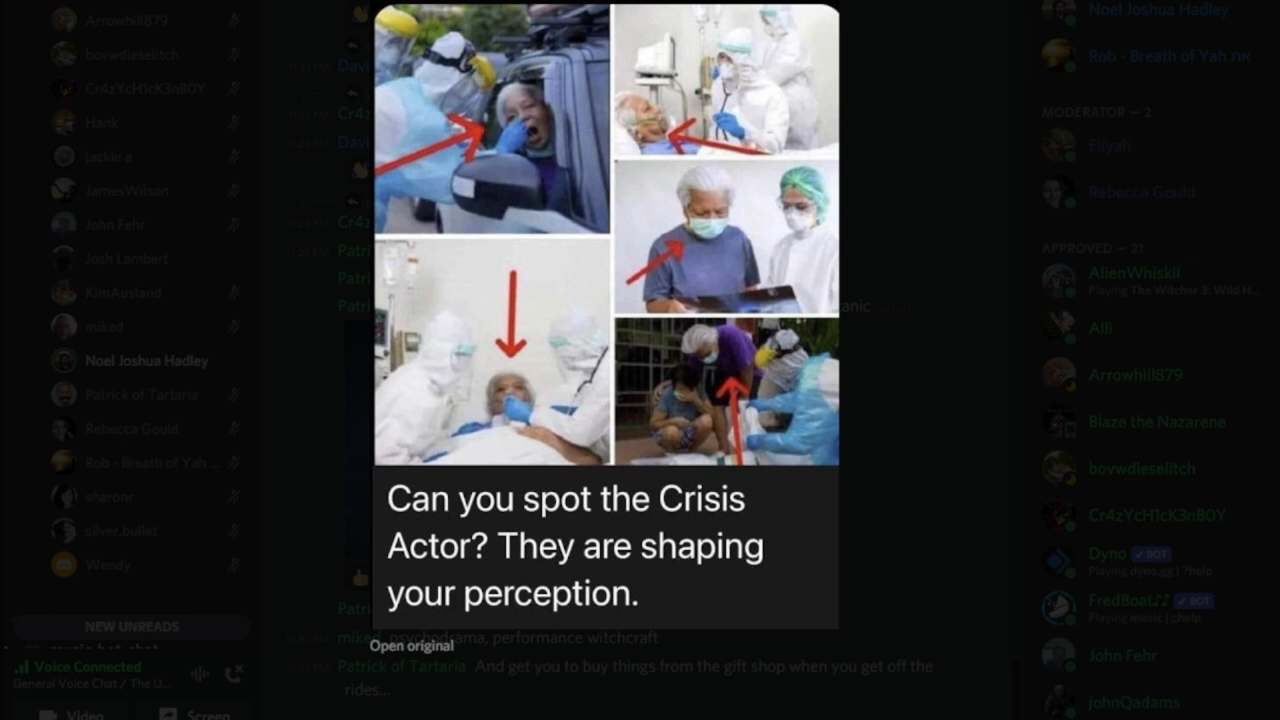 Arrowhill879
bovwdieselitch
Cr4zYcH1cK3nB0Y
Hank
Jackie a
JamesWilson
John Fehr
Josh Lambert
KimAusland
miked
Noel Joshua Hadley
Patrick of Tartaria
Rebecca Gould
Rob - Breath of Yah ...
sharonr
silver.bullet
Wendy
NEW UNREADS
Voice Connected
General Voice Chat / The U...
Video
Screen
Can you spot the Crisis
Actor? They are shaping
your perception.
miked psychodrama, performance witchcraft
Open original
Patrick of Tartaria And get you to buy things from the gift shop when you get off the
rides...
Noel Joshua Hadley
Rob - Breath of Yah
MODERATOR — 2
Eliyah
Rebecca Gould
APPROVED — 21
AlienWhiskii
Playing The Witcher 3: Wild H...
Alli
Arrowhill879
Blaze the Nazarene
bovwdieselitch
Cr4zYcH1cK3nB0Y
Dyno ✓ BOT
Playing dyno.gg | ?help
FredBoat♪♪ ✓ BOT
Playing music | ;;help
John Fehr
johnQadams